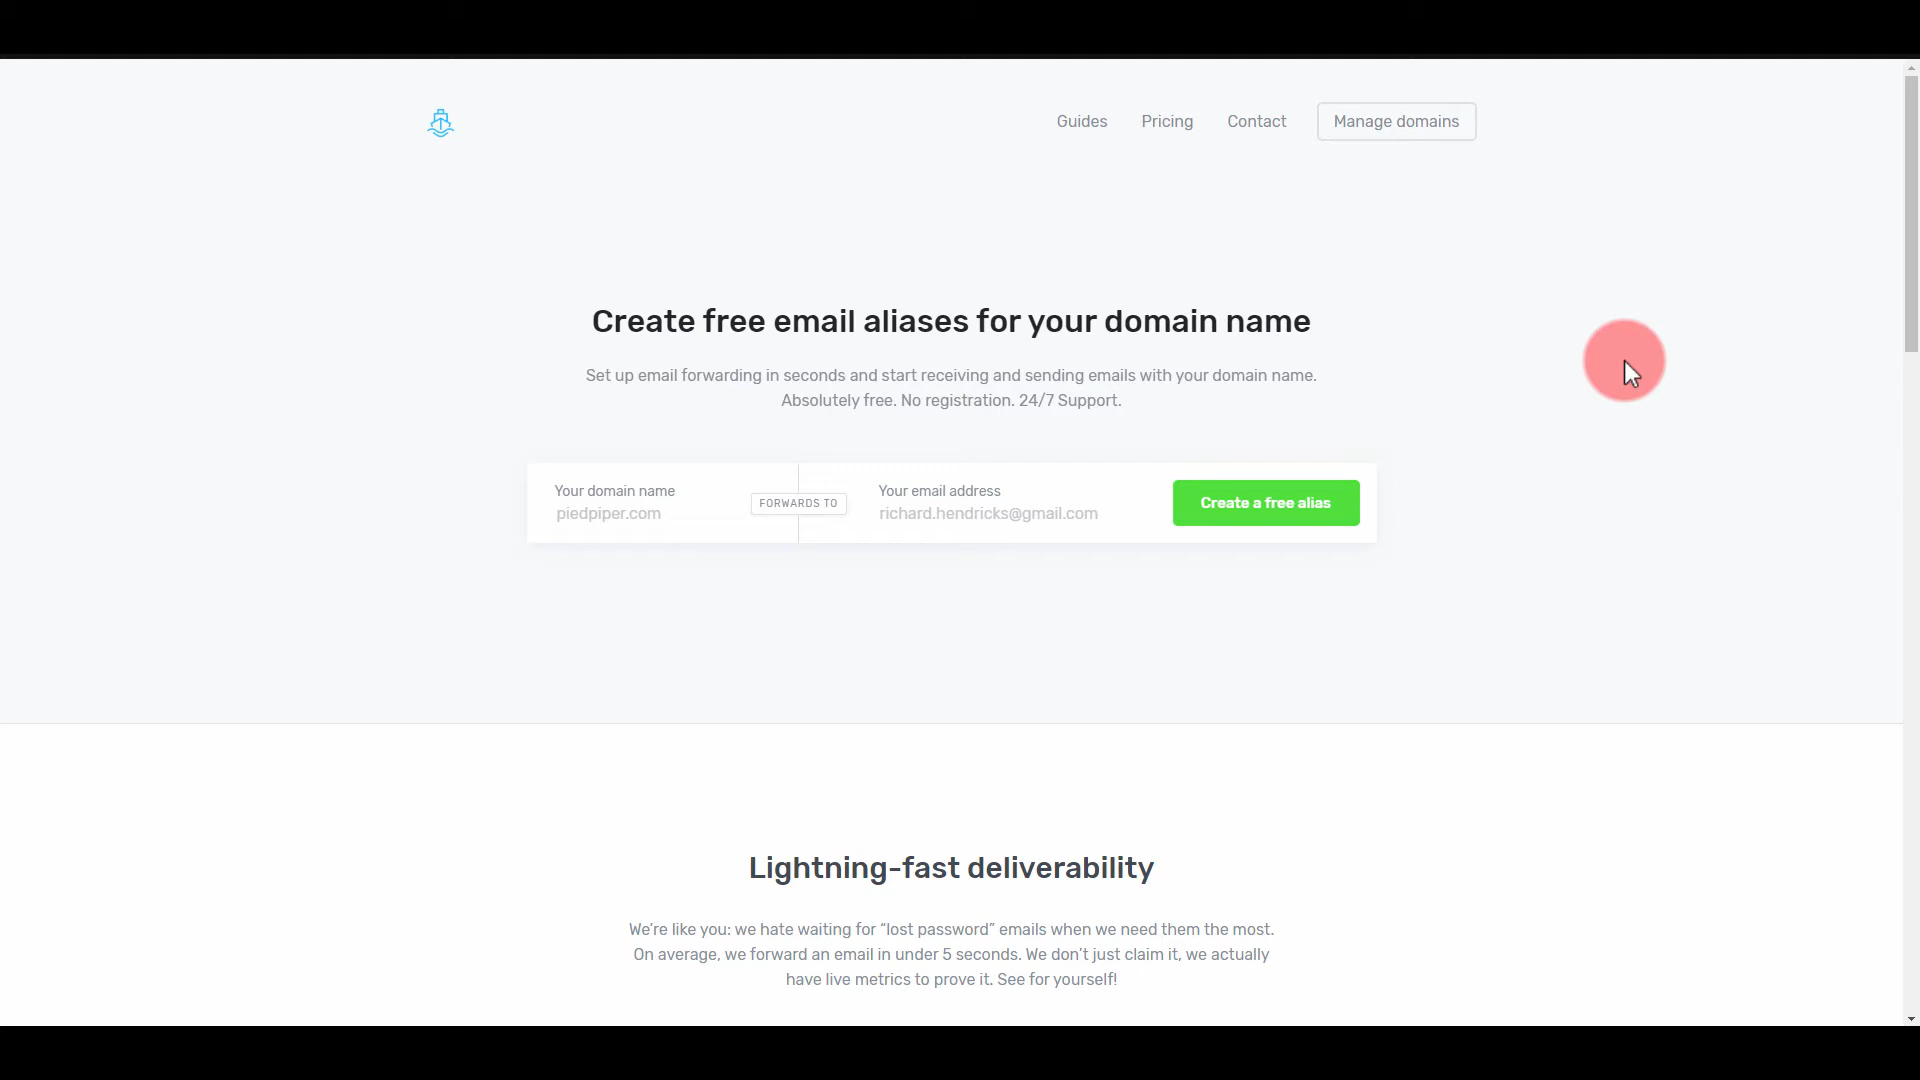 Guides Pricing Contact Manage domains
Create free email aliases for your domain name
Set up email forwarding in seconds and start receiving and sending emails with your domain name.
Absolutely free. No registration. 24/7 Support.
Your domain name
piedpiper.com
FORWARDS TO
Your email address
richard.hendricks@gmail.com
Create a free alias
Lightning-fast deliverability
We're like you: we hate waiting for “lost password” emails when we need them the most.
On average, we forward an email in under 5 seconds. We don't just claim it, we actually
have live metrics to prove it. See for yourself!